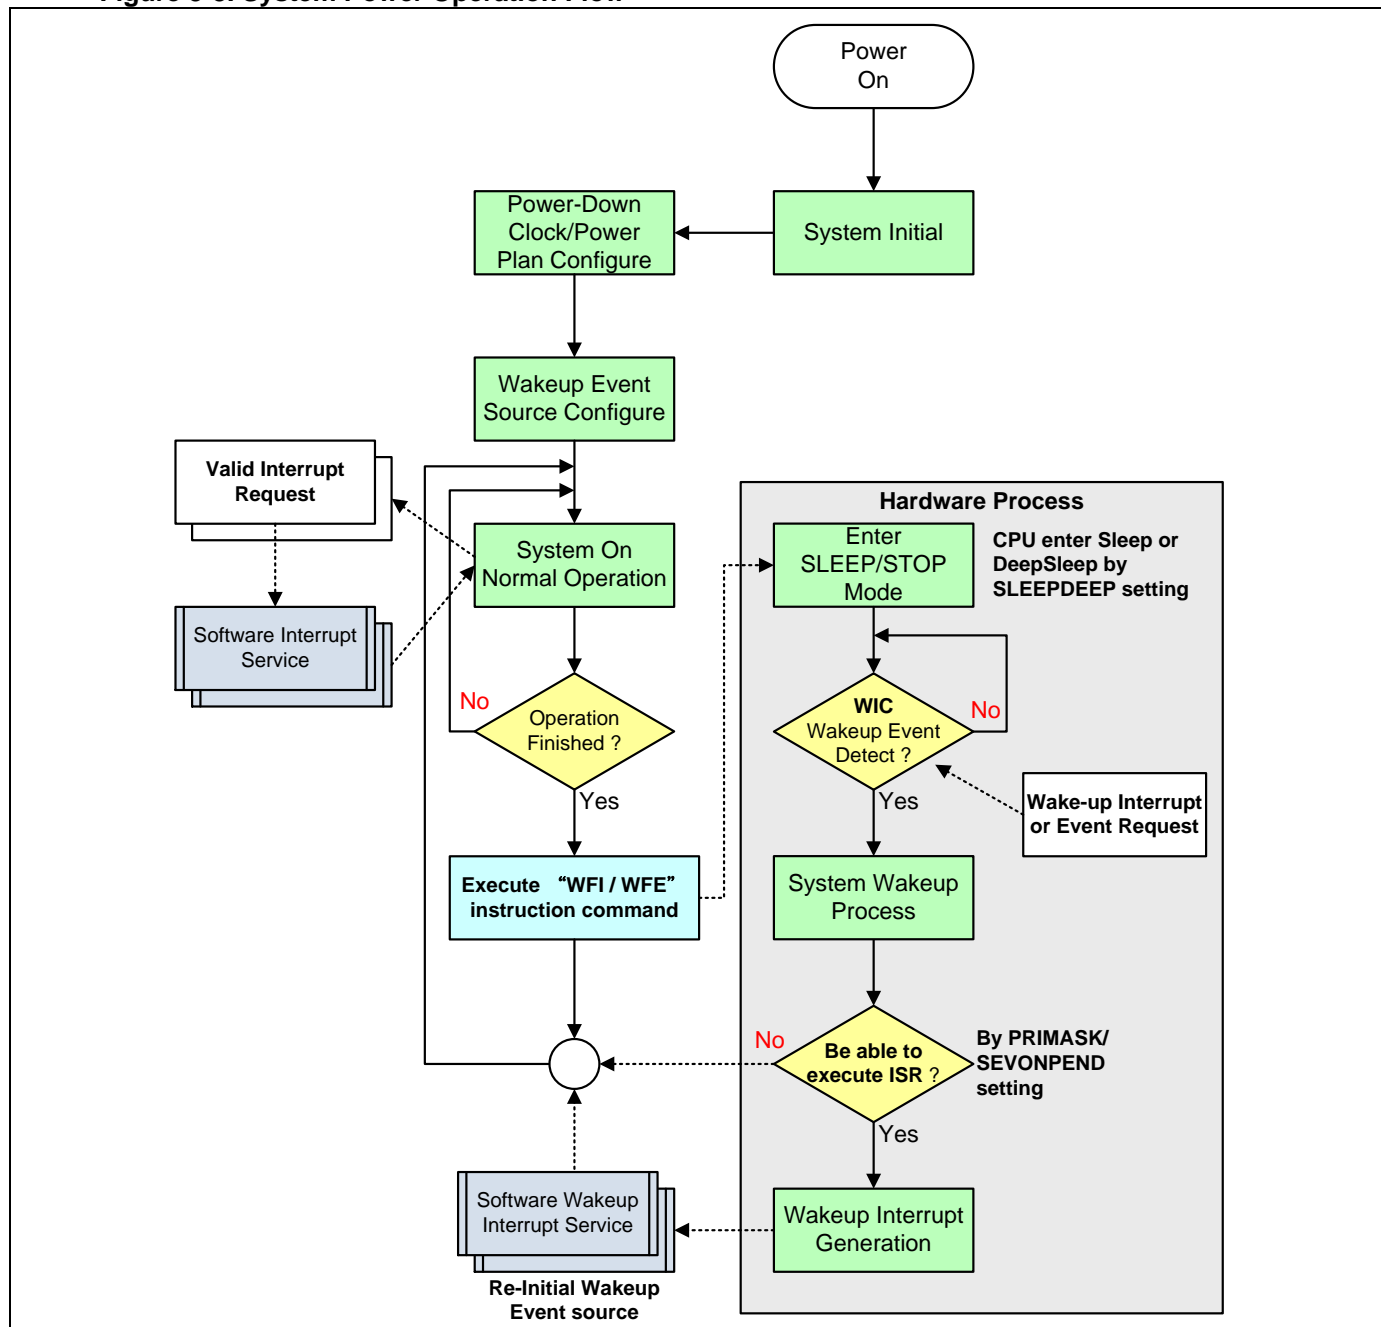 Power
On
System Initial
Power-Down
Clock/Power
Plan Configure
Wakeup Event
Source Configure
Valid Interrupt
Request
Software Interrupt
Service
System On
Normal Operation
No
Operation
Finished ?
Yes
Execute “WFI / WFE”
instruction command
Hardware Process
Enter
SLEEP/STOP
Mode
CPU enter Sleep or
DeepSleep by
SLEEPDEEP setting
WIC
Wakeup Event
Detect ?
No
Yes
Wake-up Interrupt
or Event Request
System Wakeup
Process
No
Be able to
execute ISR ?
By PRIMASK/
SEVONPEND
setting
Yes
Wakeup Interrupt
Generation
Software Wakeup
Interrupt Service
Re-Initial Wakeup
Event source